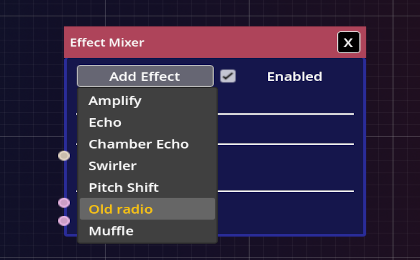 Effect Mixer
X
Add Effect
Enabled
Amplify
Echo
Chamber Echo
Swirler
Pitch Shift
Old radio
Muffle